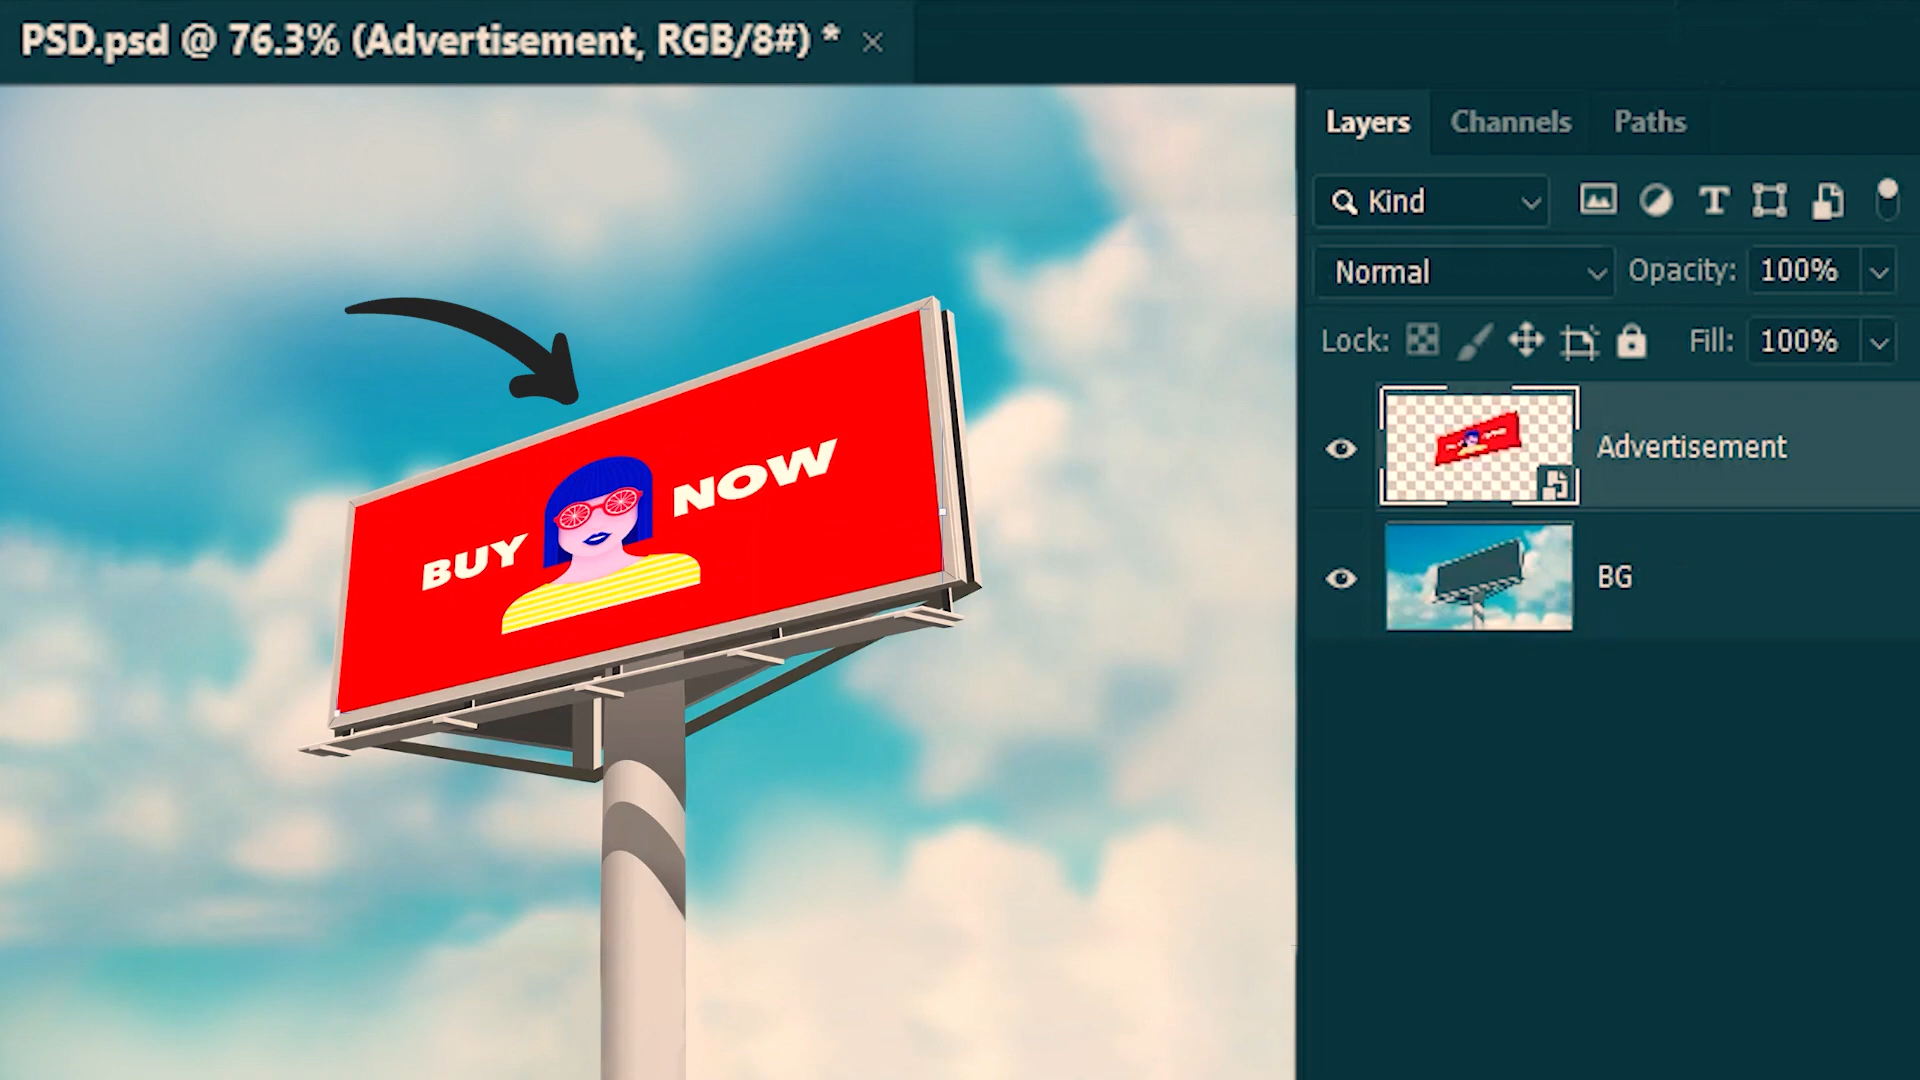 PSD.psd @ 76.3% (Advertisement, RGB/8#) *
Layers Channels Paths
Kind
Normal Opacity: 100%
Lock: Fill: 100%
Advertisement
BG
BUY NOW